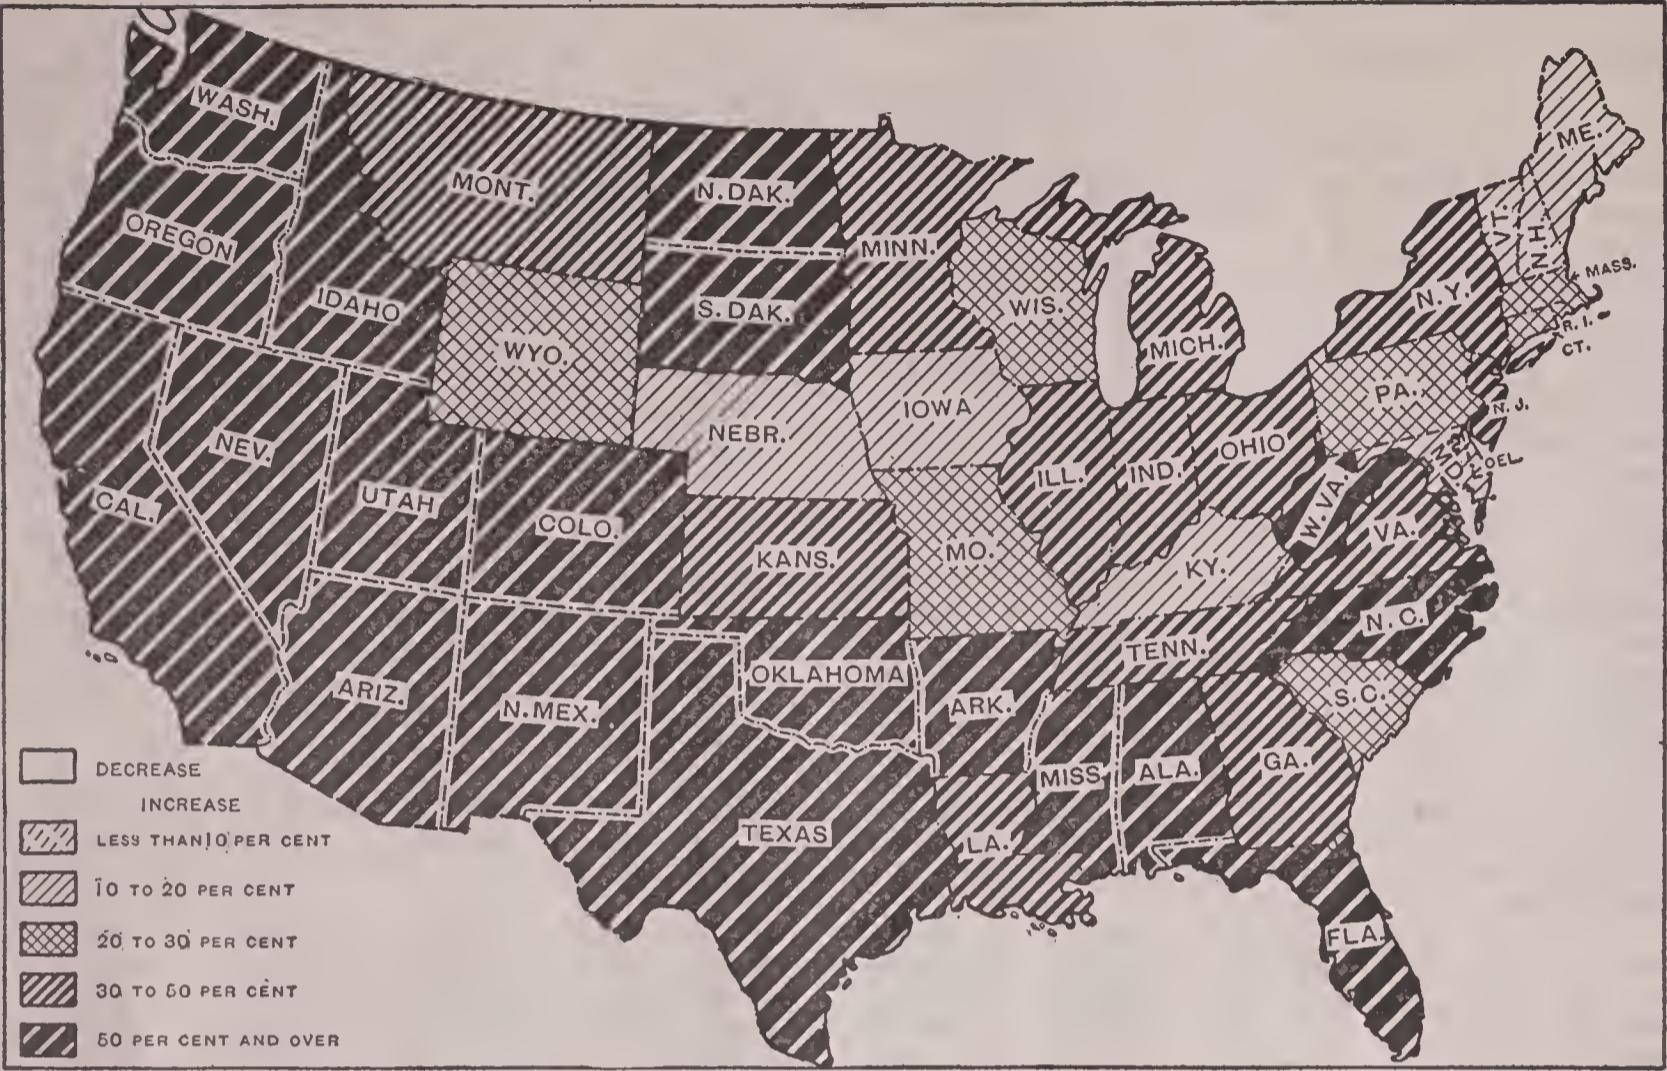 WASH.
MONT.
N. DAK.
MINN.
ME.
VT.
N.H.
MASS.
OREGON
IDAHO
WYO.
S. DAK.
WIS.
MICH.
N.Y.
R.I.
CT.
NEV.
UTAH
COLO.
NEBR.
IOWA
ILL.
IND.
OHIO
PA.
N.J.
MD.
DEL.
CAL.
KANS.
MO.
KY.
W. VA.
VA.
ARIZ.
N. MEX.
OKLAHOMA
ARK.
TENN.
N. C.
S.C.
TEXAS
LA.
MISS
ALA.
GA.
FLA.
DECREASE
INCREASE
LESS THAN 10 PER CENT
10 TO 20 PER CENT
20 TO 30 PER CENT
30 TO 50 PER CENT
50 PER CENT AND OVER